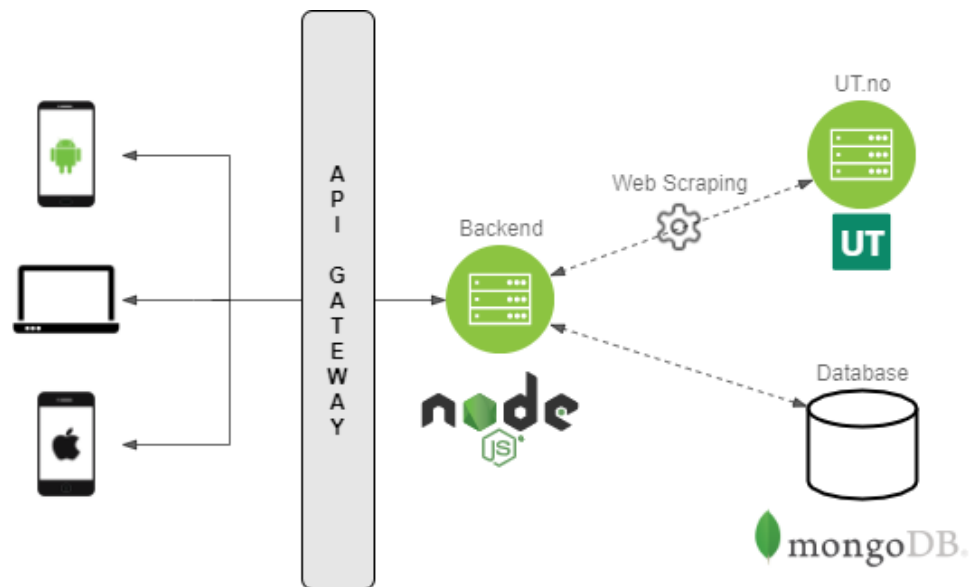 UT.no
Web Scraping
UT
Backend
API GATEWAY
node
JS
Database
mongoDB.